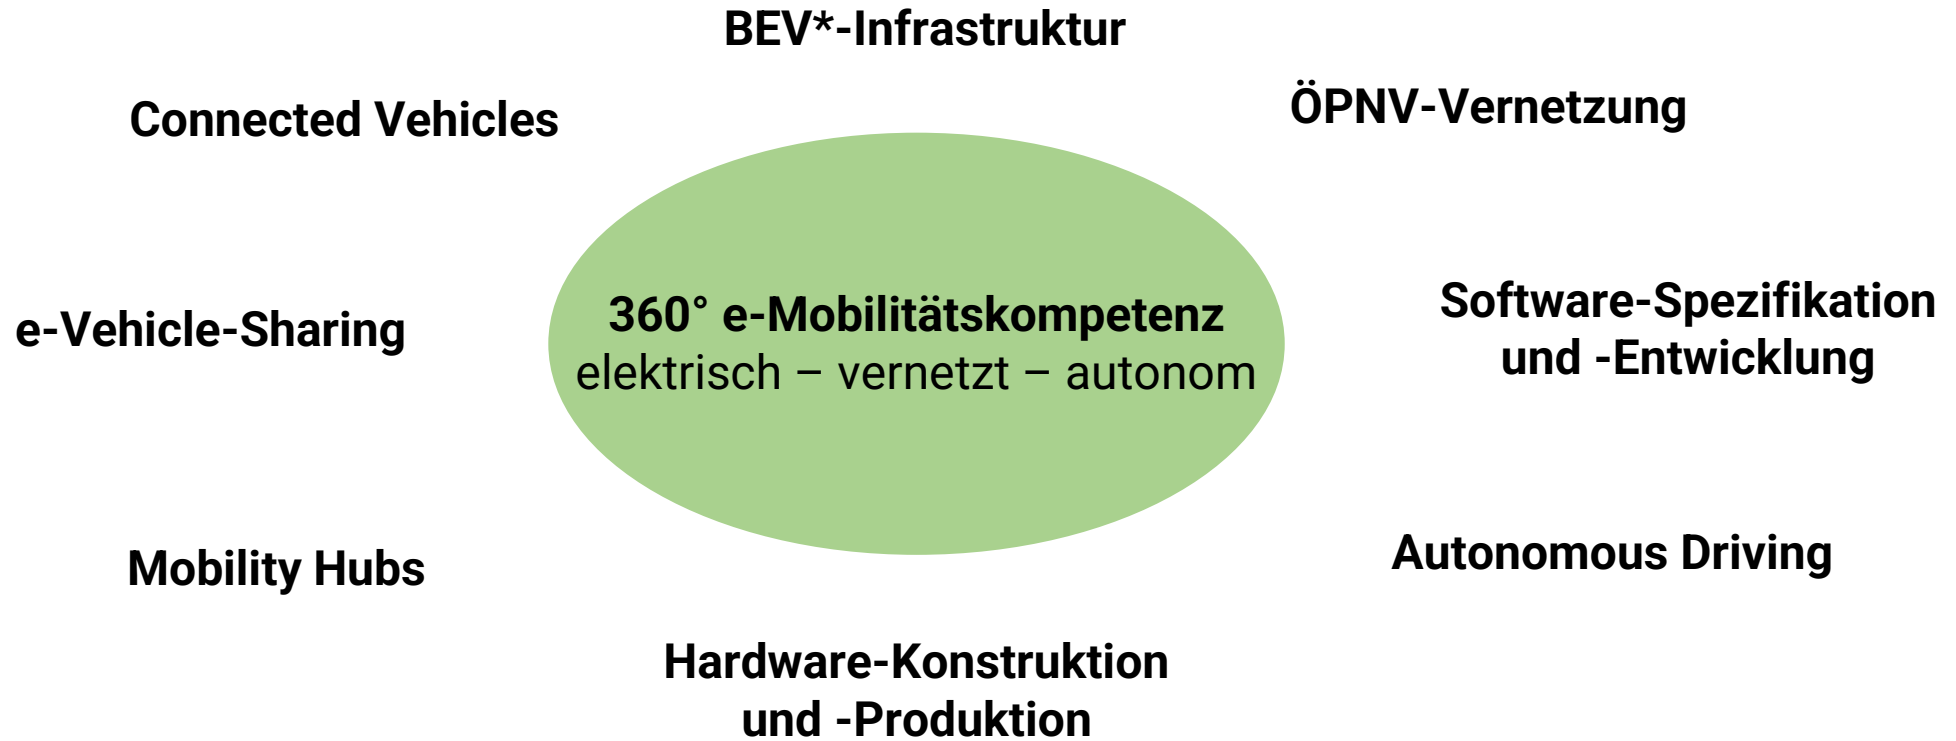 BEV*-Infrastruktur
ÖPNV-Vernetzung
Connected Vehicles
Software-Spezifikation
und -Entwicklung
360° e-Mobilitätskompetenz
elektrisch – vernetzt – autonom
e-Vehicle-Sharing
Autonomous Driving
Mobility Hubs
Hardware-Konstruktion
und -Produktion